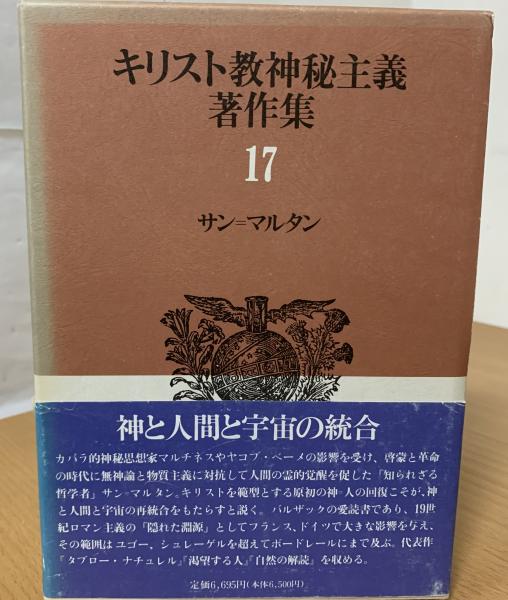 キリスト教神秘主義
著作集
17
サン=マルタン
神と人間と宇宙の統合
カバラ的神秘思想家マルチネスやヤコブ・ベーメの影響を受け、啓蒙と革命
の時代に無神論と物質主義に対抗して人間の霊的覚醒を促した「知られざる
哲学者」サン=マルタン。キリストを範型とする原初の神-人の回復こそが、神
と人間と宇宙の再統合をもたらすと説く。バルザックの愛読書であり、19世
紀ロマン主義の「隠れた淵源」としてフランス、ドイツで大きな影響を与え、
その範囲はユゴー、シュレーゲルを超えてボードレールにまで及ぶ。代表作
『タブロー・ナチュレル』『渇望する人』『自然の解読』を収める。
定価6,695円(本体6,500円)